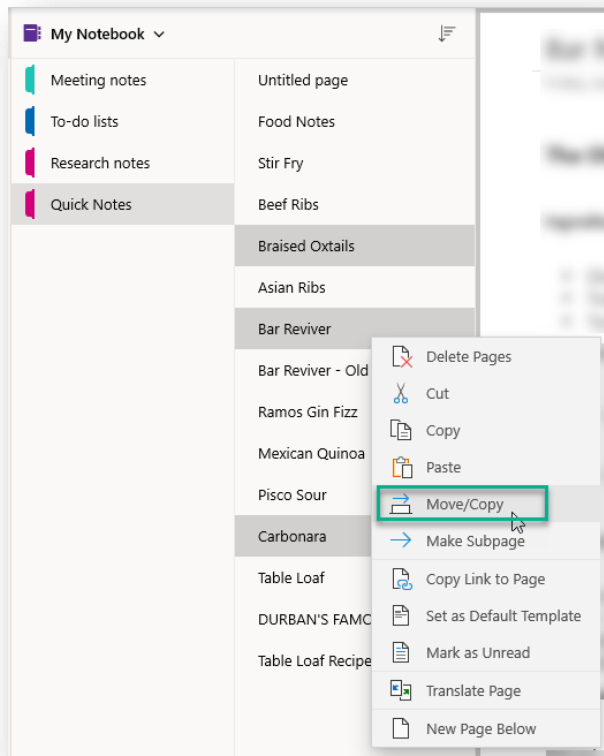 My Notebook
Meeting notes
To-do lists
Research notes
Quick Notes
Untitled page
Food Notes
Stir Fry
Beef Ribs
Braised Oxtails
Asian Ribs
Bar Reviver
Bar Reviver - Old
Ramos Gin Fizz
Mexican Quinoa
Pisco Sour
Carbonara
Table Loaf
DURBAN'S FAMO
Table Loaf Recipe
Delete Pages
Cut
Copy
Paste
Move/Copy
Make Subpage
Copy Link to Page
Set as Default Template
Mark as Unread
Translate Page
New Page Below